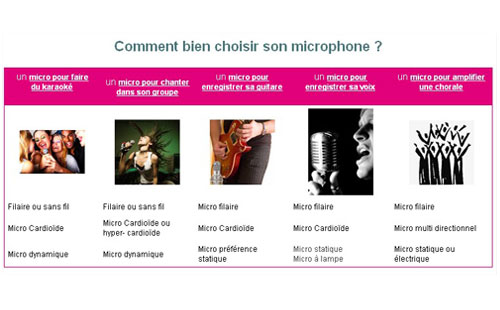 Comment bien choisir son microphone ?
un micro pour faire
du karaoké
un micro pour chanter
dans son groupe
un micro pour
enregistrer sa guitare
un micro pour
enregistrer sa voix
un micro pour amplifier
une chorale
Filaire ou sans fil
Filaire ou sans fil
Micro filaire
Micro filaire
Micro filaire
Micro Cardioïde
Micro Cardioïde ou
hyper- cardioïde
Micro Cardioïde
Micro Cardioïde
Micro multi directionnel
Micro dynamique
Micro dynamique
Micro préférence
statique
Micro statique
Micro à lampe
Micro statique ou
électrique